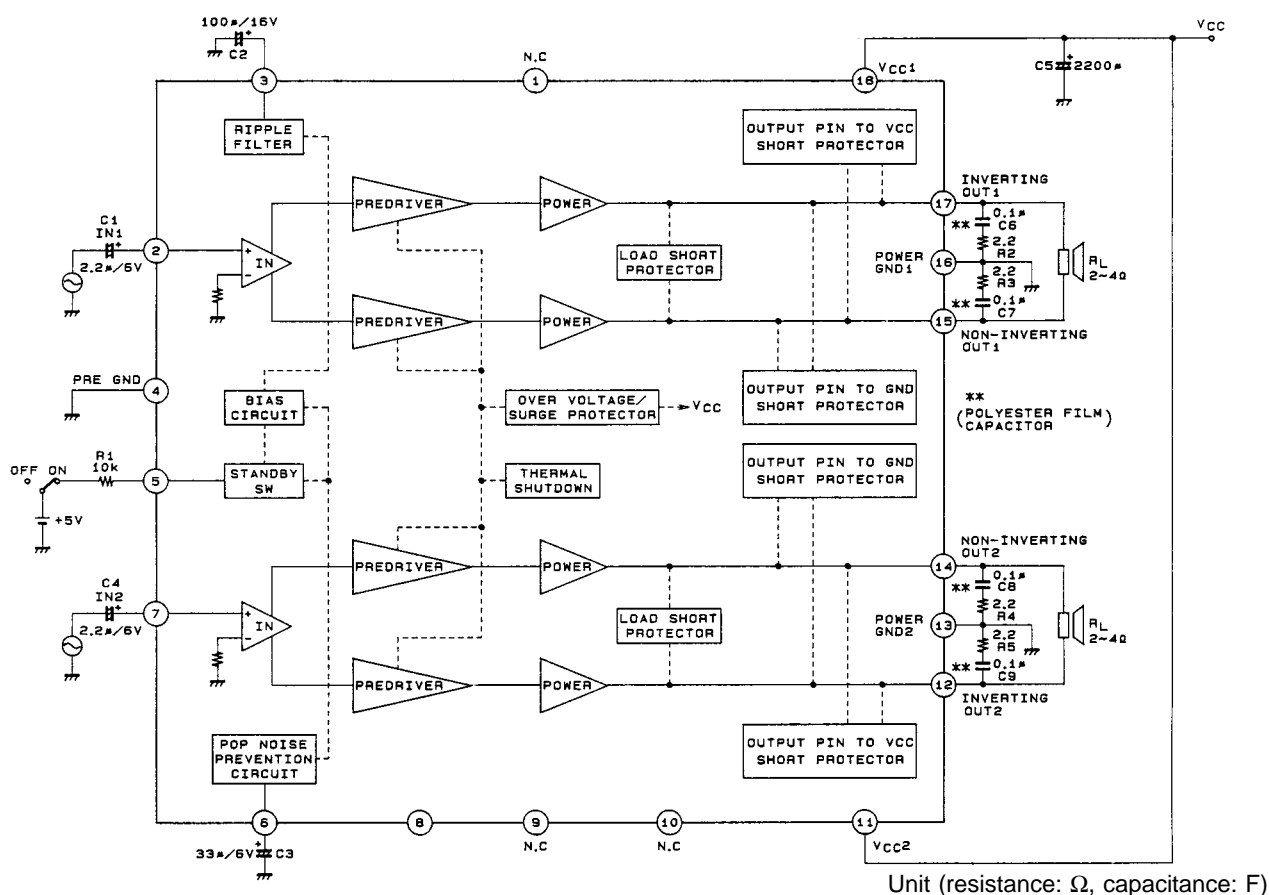 100μ/16V
C2
N.C
VCC
VCC1
C5 2200μ
3
1
18
RIPPLE
FILTER
OUTPUT PIN TO VCC
SHORT PROTECTOR
INVERTING
OUT1
PREDRIVER
POWER
17
**
0.1μ
C6
C1
IN1
2.2μ/6V
2
+
−
IN
LOAD SHORT
PROTECTOR
POWER
GND1
16
2.2
R2
2.2
R3
RL
2~4Ω
PREDRIVER
POWER
15
**
0.1μ
C7
NON-INVERTING
OUT1
PRE GND
4
BIAS
CIRCUIT
OVER VOLTAGE/
SURGE PROTECTOR
VCC
OUTPUT PIN TO GND
SHORT PROTECTOR
**
(POLYESTER FILM
CAPACITOR)
OFF ON
R1
10k
+5V
5
STANDBY
SW
THERMAL
SHUTDOWN
OUTPUT PIN TO GND
SHORT PROTECTOR
NON-INVERTING
OUT2
PREDRIVER
POWER
14
**
0.1μ
C8
C4
IN2
2.2μ/6V
7
+
−
IN
LOAD SHORT
PROTECTOR
POWER
GND2
13
2.2
R4
2.2
R5
RL
2~4Ω
PREDRIVER
POWER
12
**
0.1μ
C9
INVERTING
OUT2
POP NOISE
PREVENTION
CIRCUIT
OUTPUT PIN TO VCC
SHORT PROTECTOR
6
8
9
10
11
33μ/6V
C3
N.C
N.C
VCC2
Unit (resistance: Ω, capacitance: F)